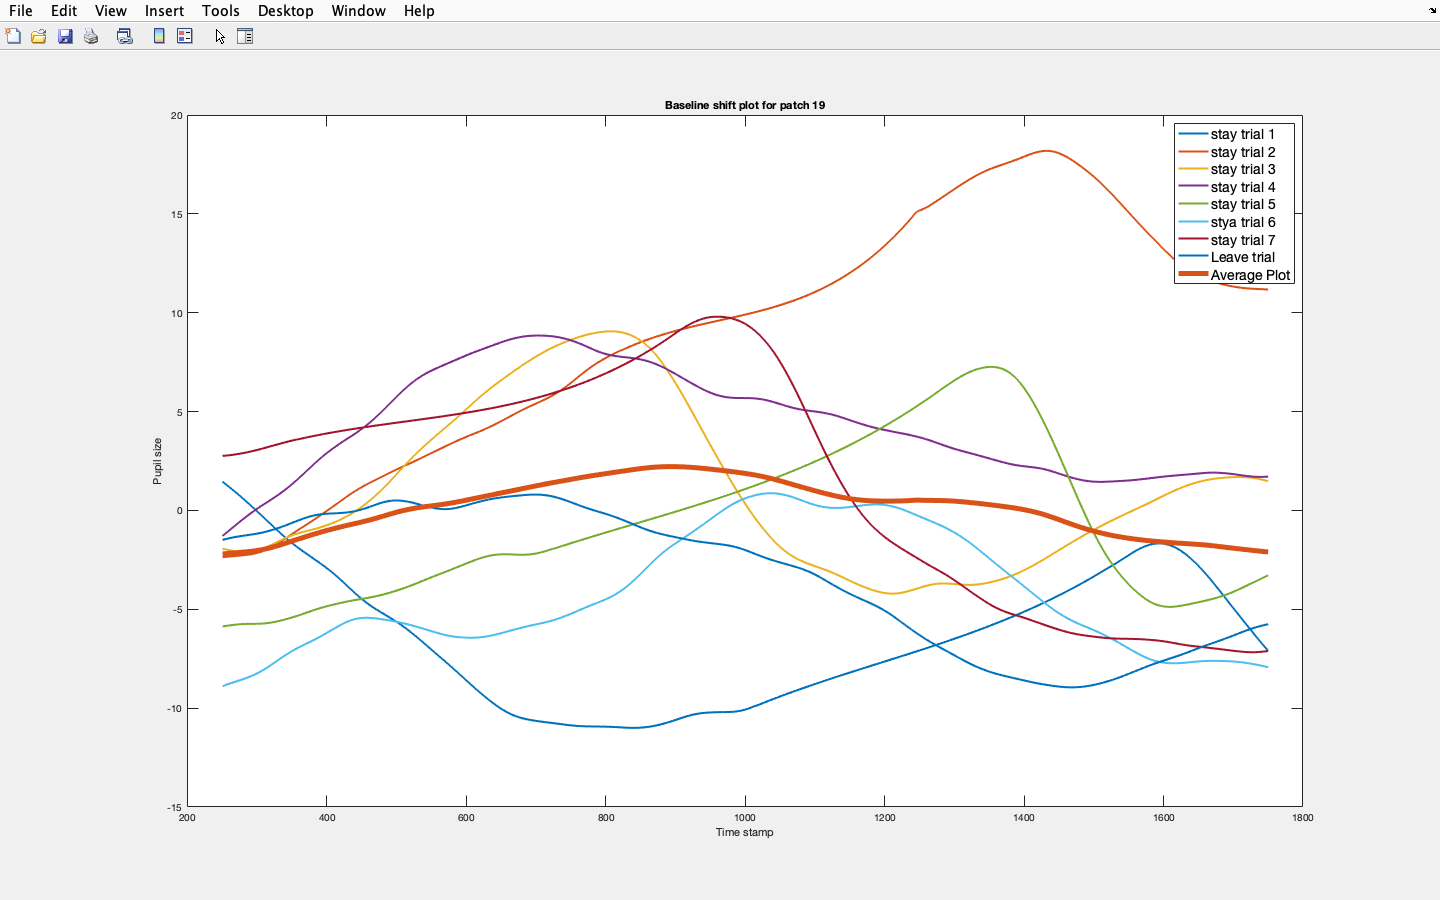 File Edit View Insert Tools Desktop Window Help
Baseline shift plot for patch 19
20
15
10
5
0
-5
-10
-15
Pupil size
200 400 600 800 1000 1200 1400 1600 1800
Time stamp
stay trial 1
stay trial 2
stay trial 3
stay trial 4
stay trial 5
stya trial 6
stay trial 7
Leave trial
Average Plot